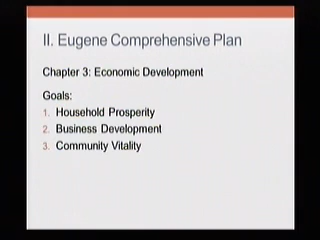 II. Eugene Comprehensive Plan
Chapter 3: Economic Development
Goals:
1. Household Prosperity
2. Business Development
3. Community Vitality